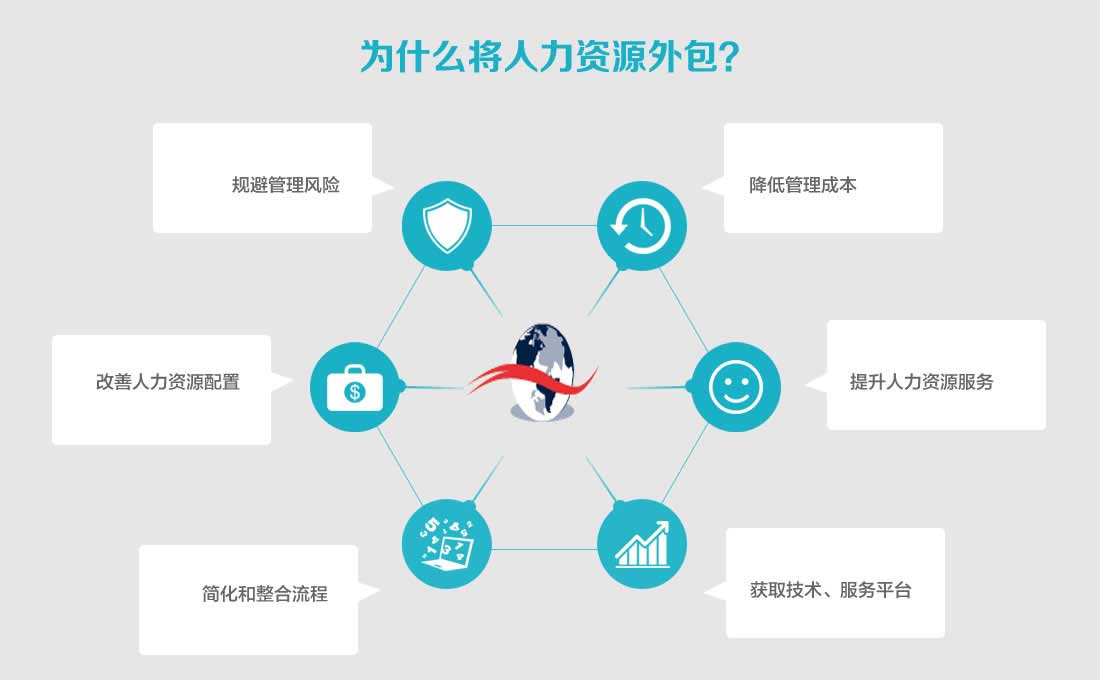 为什么将人力资源外包?
规避管理风险
降低管理成本
改善人力资源配置
$
提升人力资源服务
简化和整合流程
获取技术、服务平台